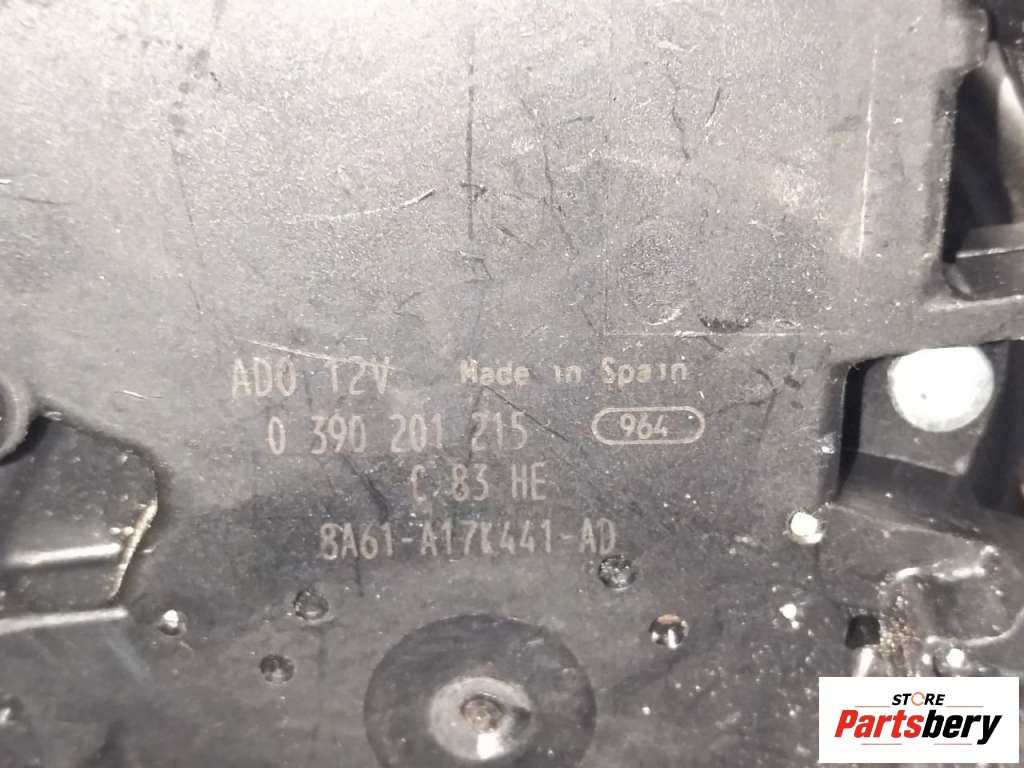 ADO 12V Made in Spain
0 390 201 215 964
C 83 HE
8A61-A17K441-AD
STORE
Partsbery